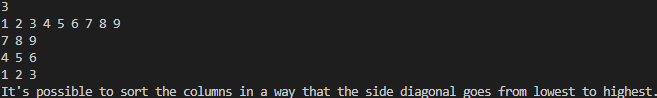 3
1 2 3 4 5 6 7 8 9
7 8 9
4 5 6
1 2 3
It's possible to sort the columns in a way that the side diagonal goes from lowest to highest.